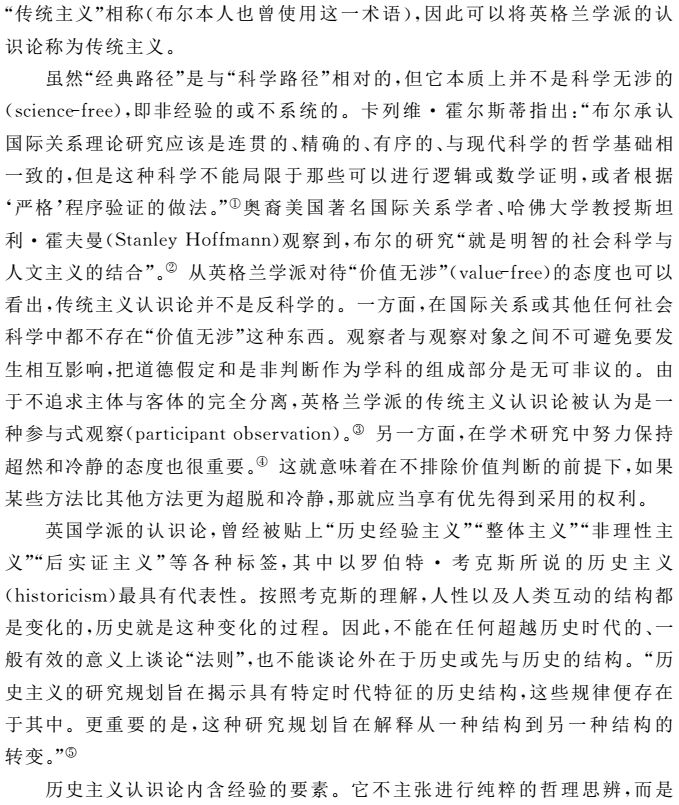 “传统主义”相称(布尔本人也曾使用这一术语),因此可以将英格兰学派的认
识论称为传统主义。
虽然“经典路径”是与“科学路径”相对的,但它本质上并不是科学无涉的
(science-free),即非经验的或不系统的。卡列维·霍尔斯蒂指出:“布尔承认
国际关系理论研究应该是连贯的、精确的、有序的、与现代科学的哲学基础相
一致的,但是这种科学不能局限于那些可以进行逻辑或数学证明,或者根据
‘严格’程序验证的做法。”①奥裔美国著名国际关系学者、哈佛大学教授斯坦
利·霍夫曼(Stanley Hoffmann)观察到,布尔的研究“就是明智的社会科学与
人文主义的结合”。② 从英格兰学派对待“价值无涉”(value-free)的态度也可以
看出,传统主义认识论并不是反科学的。一方面,在国际关系或其他任何社会
科学中都不存在“价值无涉”这种东西。观察者与观察对象之间不可避免要发
生相互影响,把道德假定和是非判断作为学科的组成部分是无可非议的。由
于不追求主体与客体的完全分离,英格兰学派的传统主义认识论被认为是一
种参与式观察(participant observation)。③ 另一方面,在学术研究中努力保持
超然和冷静的态度也很重要。④ 这就意味着在不排除价值判断的前提下,如果
某些方法比其他方法更为超脱和冷静,那就应当享有优先得到采用的权利。
英国学派的认识论,曾经被贴上“历史经验主义”“整体主义”“非理性主
义”“后实证主义”等各种标签,其中以罗伯特·考克斯所说的历史主义
(historicism)最具有代表性。按照考克斯的理解,人性以及人类互动的结构都
是变化的,历史就是这种变化的过程。因此,不能在任何超越历史时代的、一
般有效的意义上谈论“法则”,也不能谈论外在于历史或先与历史的结构。“历
史主义的研究规划旨在揭示具有特定时代特征的历史结构,这些规律便存在
于其中。更重要的是,这种研究规划旨在解释从一种结构到另一种结构的
转变。”⑤
历史主义认识论内含经验的要素。它不主张进行纯粹的哲理思辨,而是